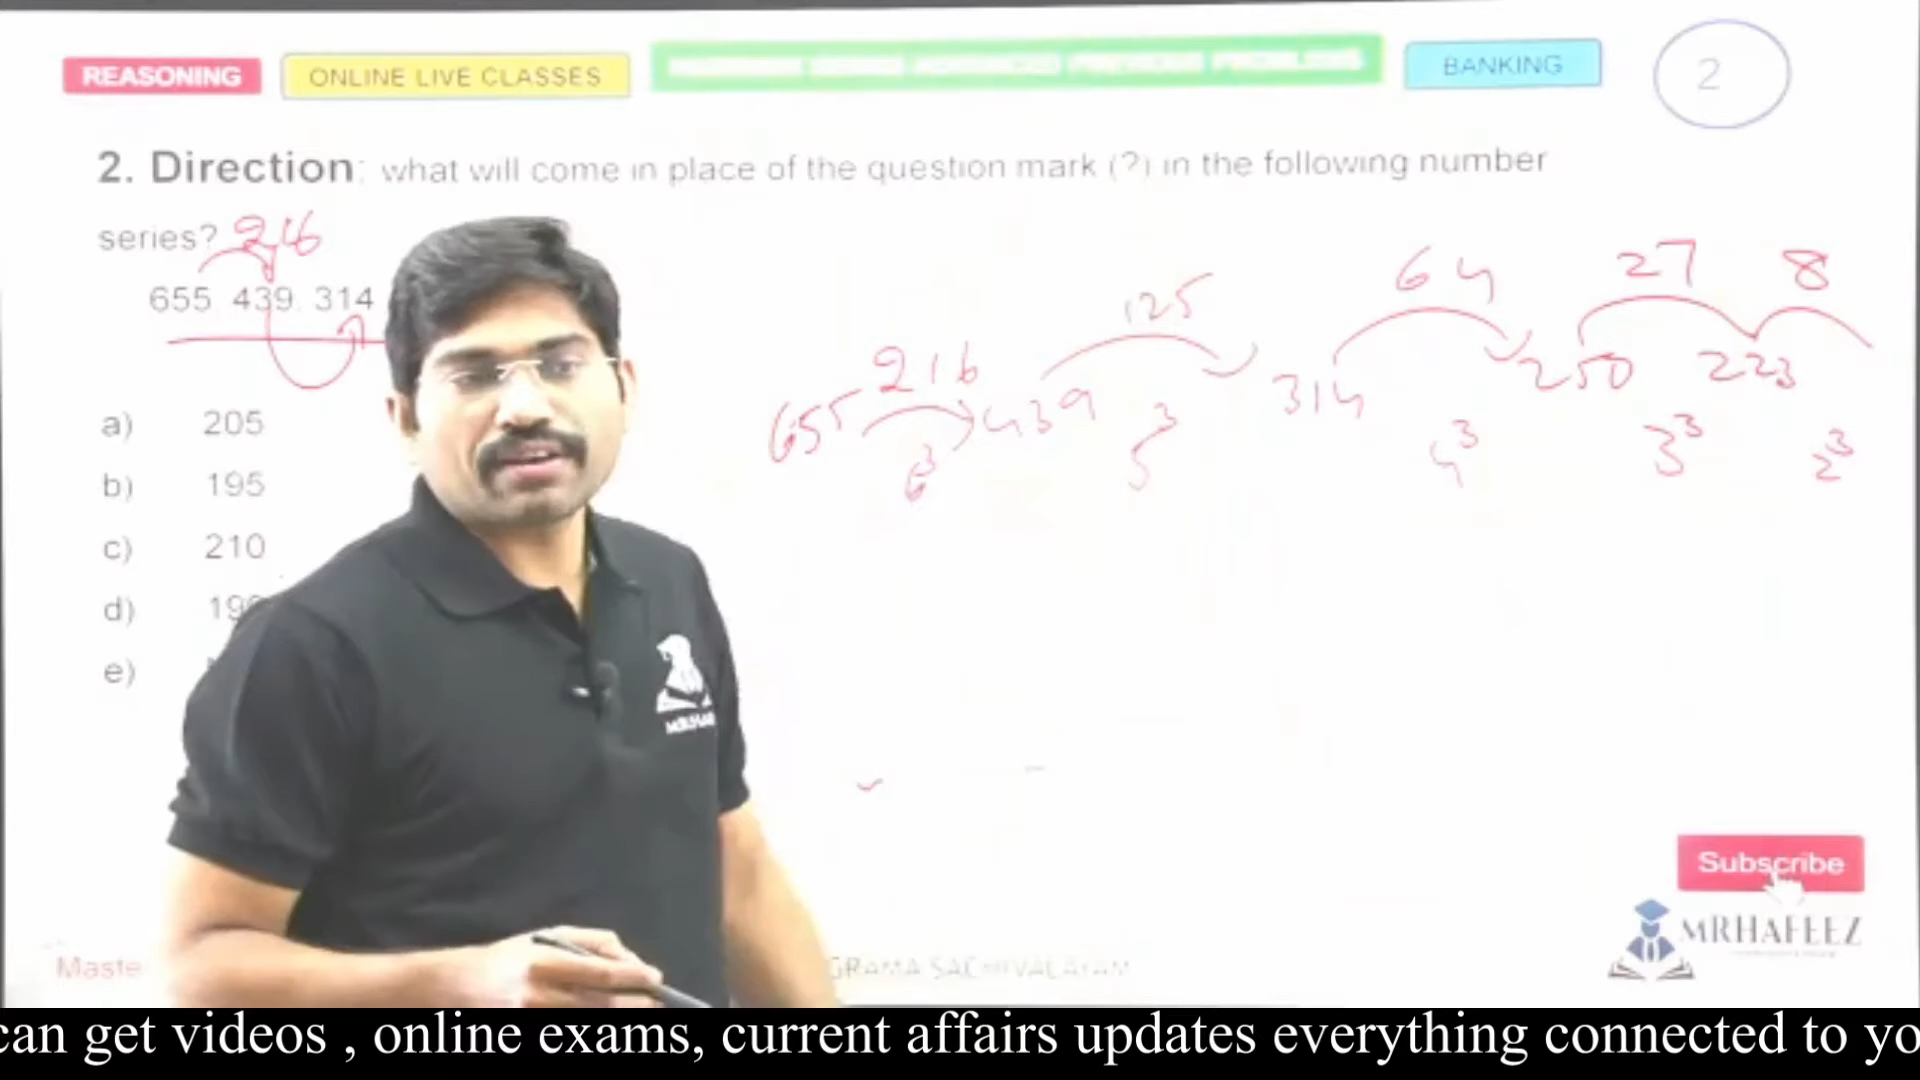 REASONING
ONLINE LIVE CLASSES
BANKING
2
2. Direction: what will come in place of the question mark (?) in the following number
series? 216
655 439. 314
216 125 64 27 8
655 439 314 250 223
6³ 5³ 4³ 3³ 2³
a) 205
b) 195
c) 210
d)
e)
Subscribe
MRHAFEEZ
GRAMA SACHIVALAYAM
can get videos , online exams, current affairs updates everything connected to yo